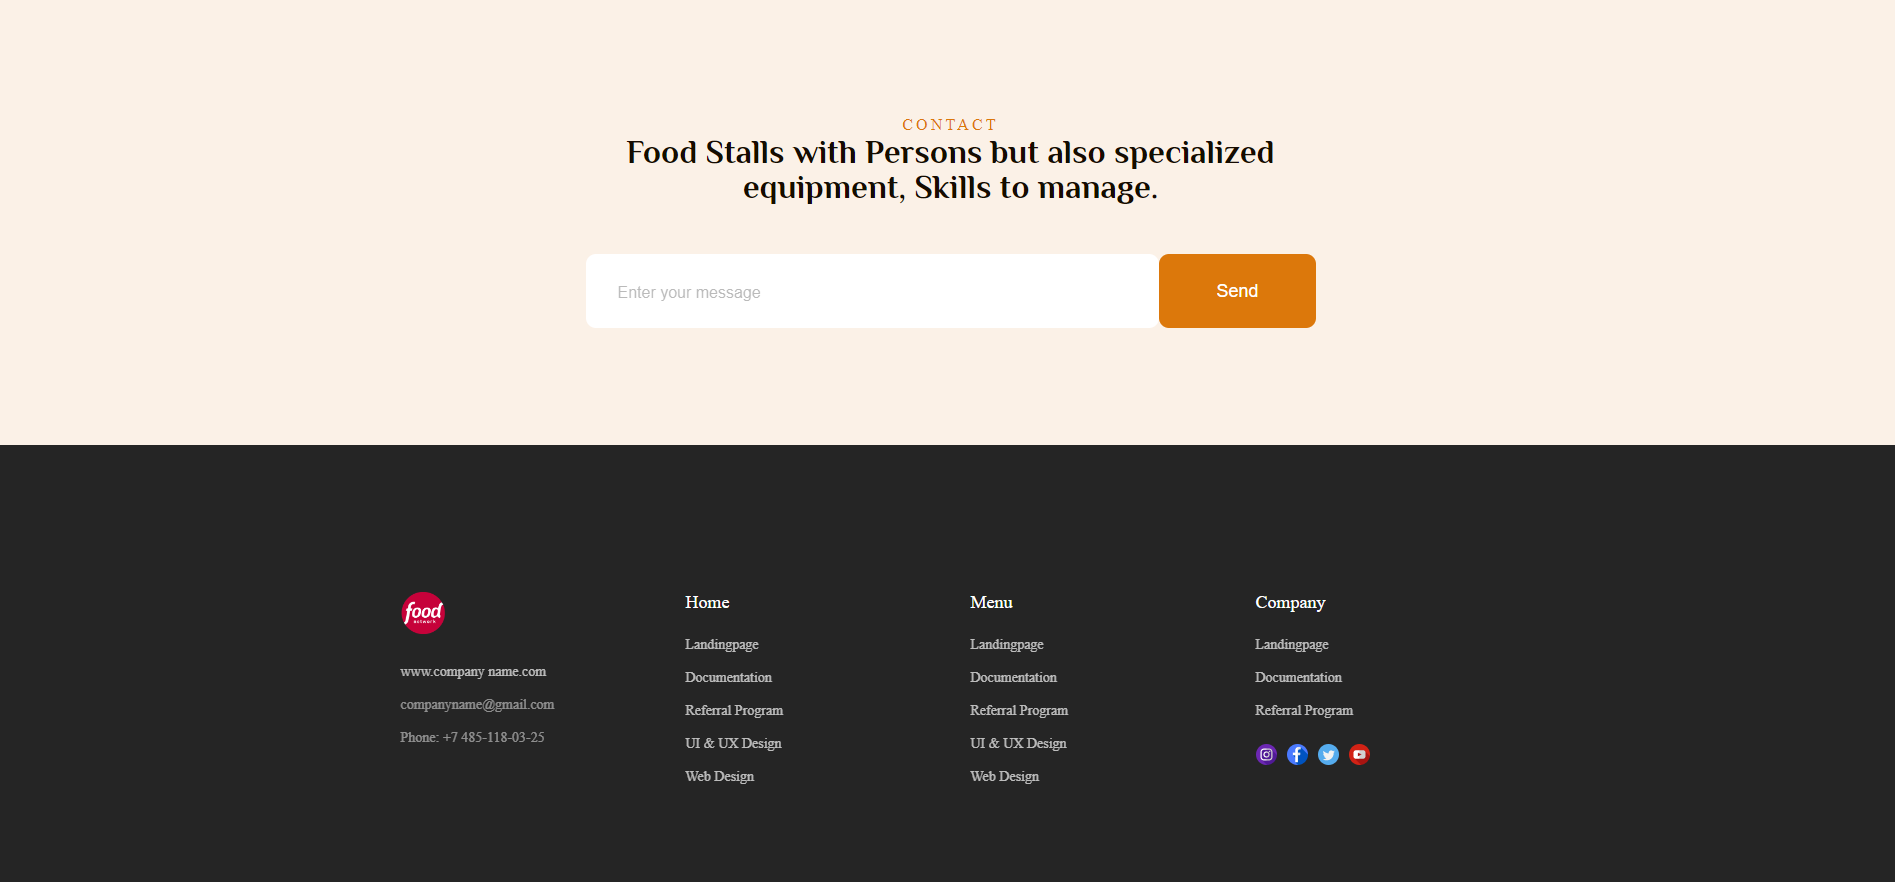 CONTACT
Food Stalls with Persons but also specialized
equipment, Skills to manage.
Enter your message
Send
food
network
www.company name.com
companyname@gmail.com
Phone: +7 485-118-03-25
Home
Landingpage
Documentation
Referral Program
UI & UX Design
Web Design
Menu
Landingpage
Documentation
Referral Program
UI & UX Design
Web Design
Company
Landingpage
Documentation
Referral Program